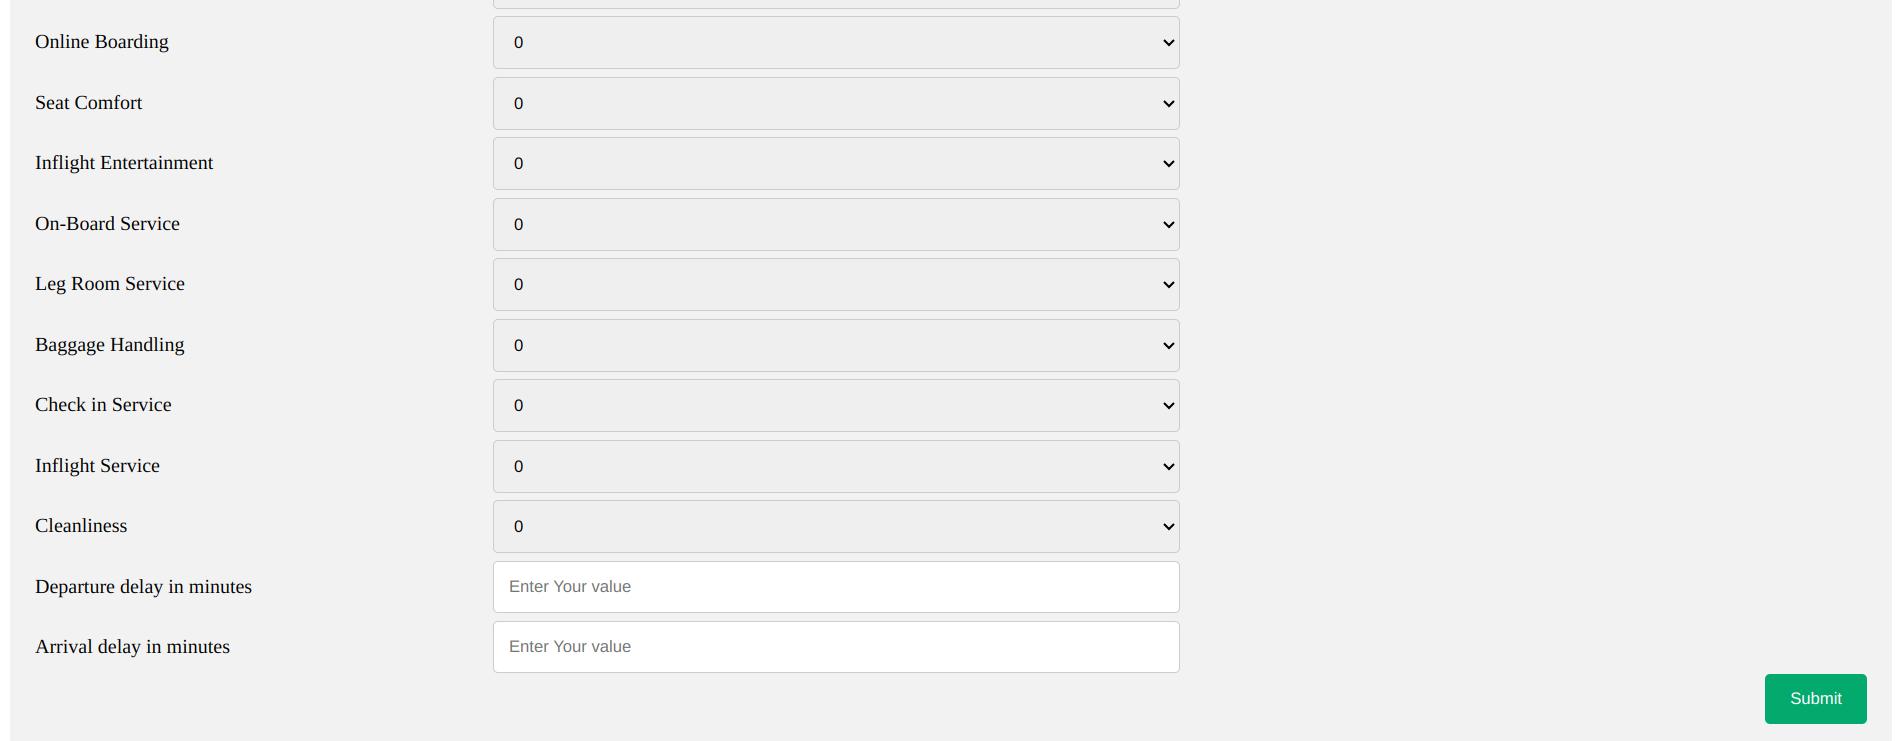 Online Boarding 0
Seat Comfort 0
Inflight Entertainment 0
On-Board Service 0
Leg Room Service 0
Baggage Handling 0
Check in Service 0
Inflight Service 0
Cleanliness 0
Departure delay in minutes Enter Your value
Arrival delay in minutes Enter Your value
Submit